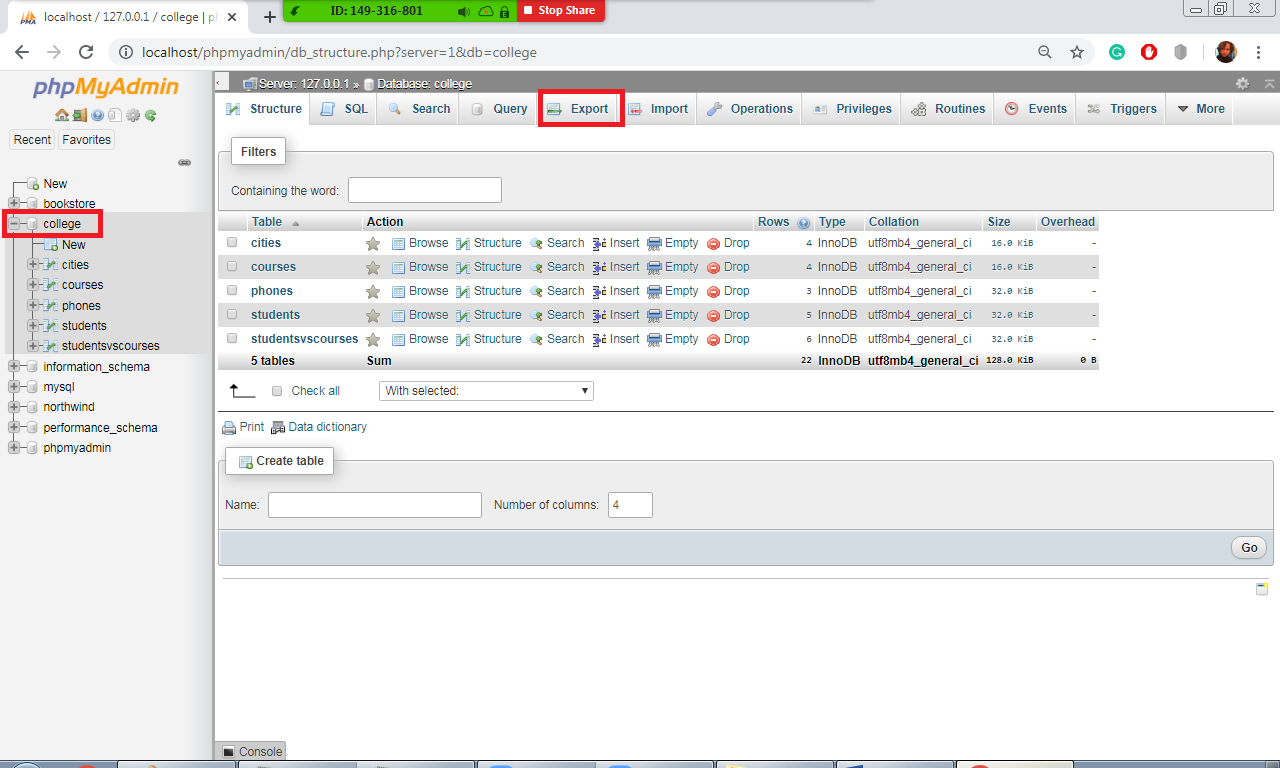 localhost / 127.0.0.1 / college | p
ID: 149-316-801
Stop Share
localhost/phpmyadmin/db_structure.php?server=1&db=college
phpMyAdmin
Recent Favorites
New
bookstore
college
New
cities
courses
phones
students
studentsvscourses
information_schema
mysql
northwind
performance_schema
phpmyadmin
Server: 127.0.0.1 » Database: college
Structure SQL Search Query Export Import Operations Privileges Routines Events Triggers More
Filters
Containing the word:
Table Action Rows Type Collation Size Overhead
cities Browse Structure Search Insert Empty Drop 4 InnoDB utf8mb4_general_ci 16.0 KiB -
courses Browse Structure Search Insert Empty Drop 4 InnoDB utf8mb4_general_ci 16.0 KiB -
phones Browse Structure Search Insert Empty Drop 3 InnoDB utf8mb4_general_ci 32.0 KiB -
students Browse Structure Search Insert Empty Drop 5 InnoDB utf8mb4_general_ci 32.0 KiB -
studentsvscourses Browse Structure Search Insert Empty Drop 6 InnoDB utf8mb4_general_ci 32.0 KiB -
5 tables Sum 22 InnoDB utf8mb4_general_ci 128.0 KiB 0 B
Check all With selected:
Print Data dictionary
Create table
Name: Number of columns: 4
Go
Console